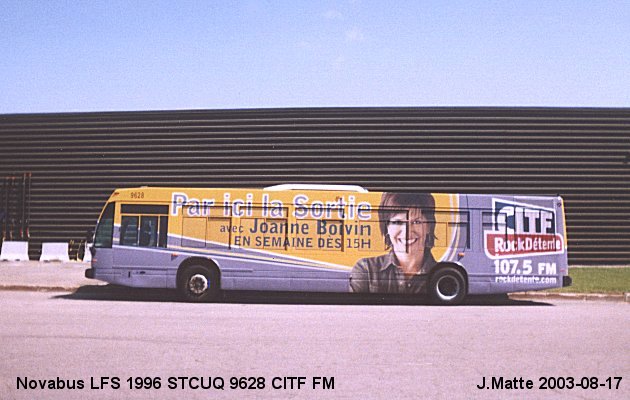 9628
Par ici la Sortie
avec Joanne Boivin
EN SEMAINE DÈS 15H
CITF
RockDétente
107.5 FM
rockdetente.com
Novabus LFS 1996 STCUQ 9628 CITF FM
J.Matte 2003-08-17